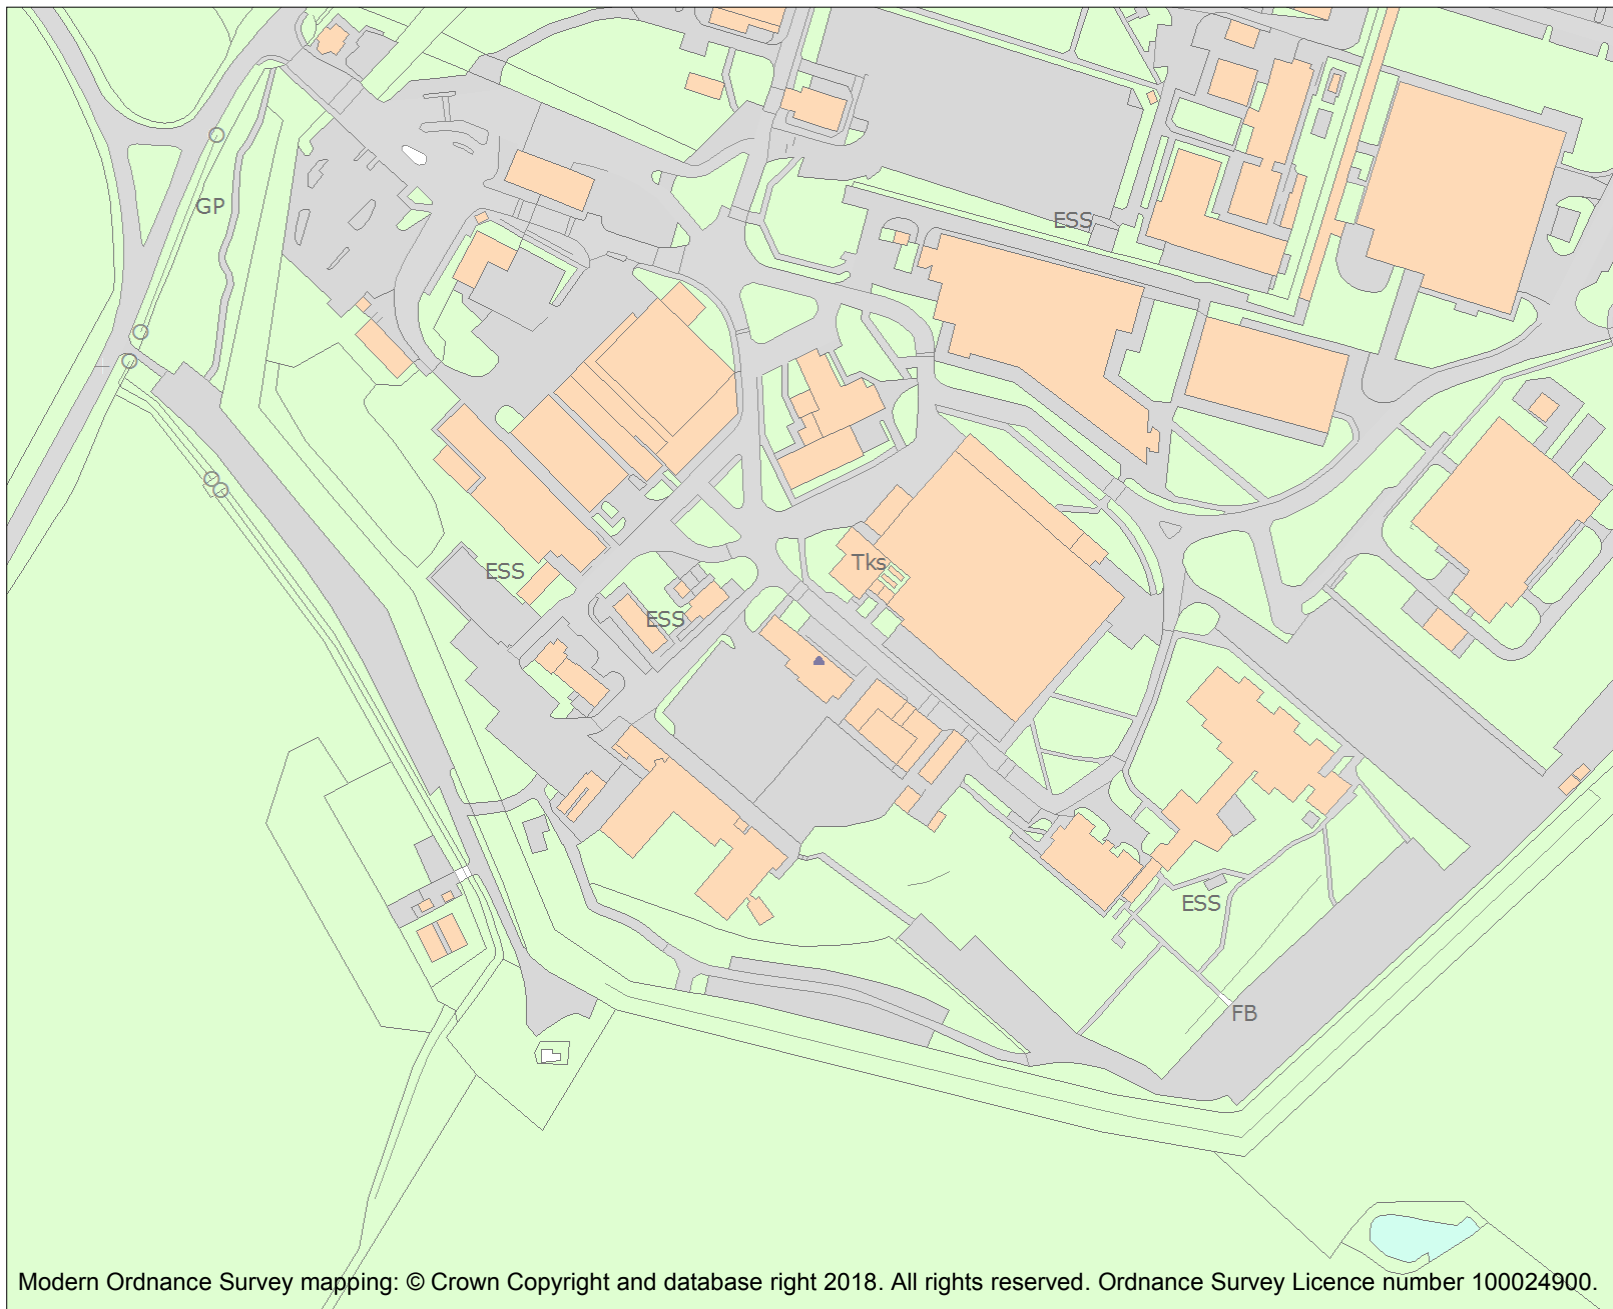 GP
ESS
Tks
ESS
ESS
ESS
FB
Modern Ordnance Survey mapping: © Crown Copyright and database right 2018. All rights reserved. Ordnance Survey Licence number 100024900.